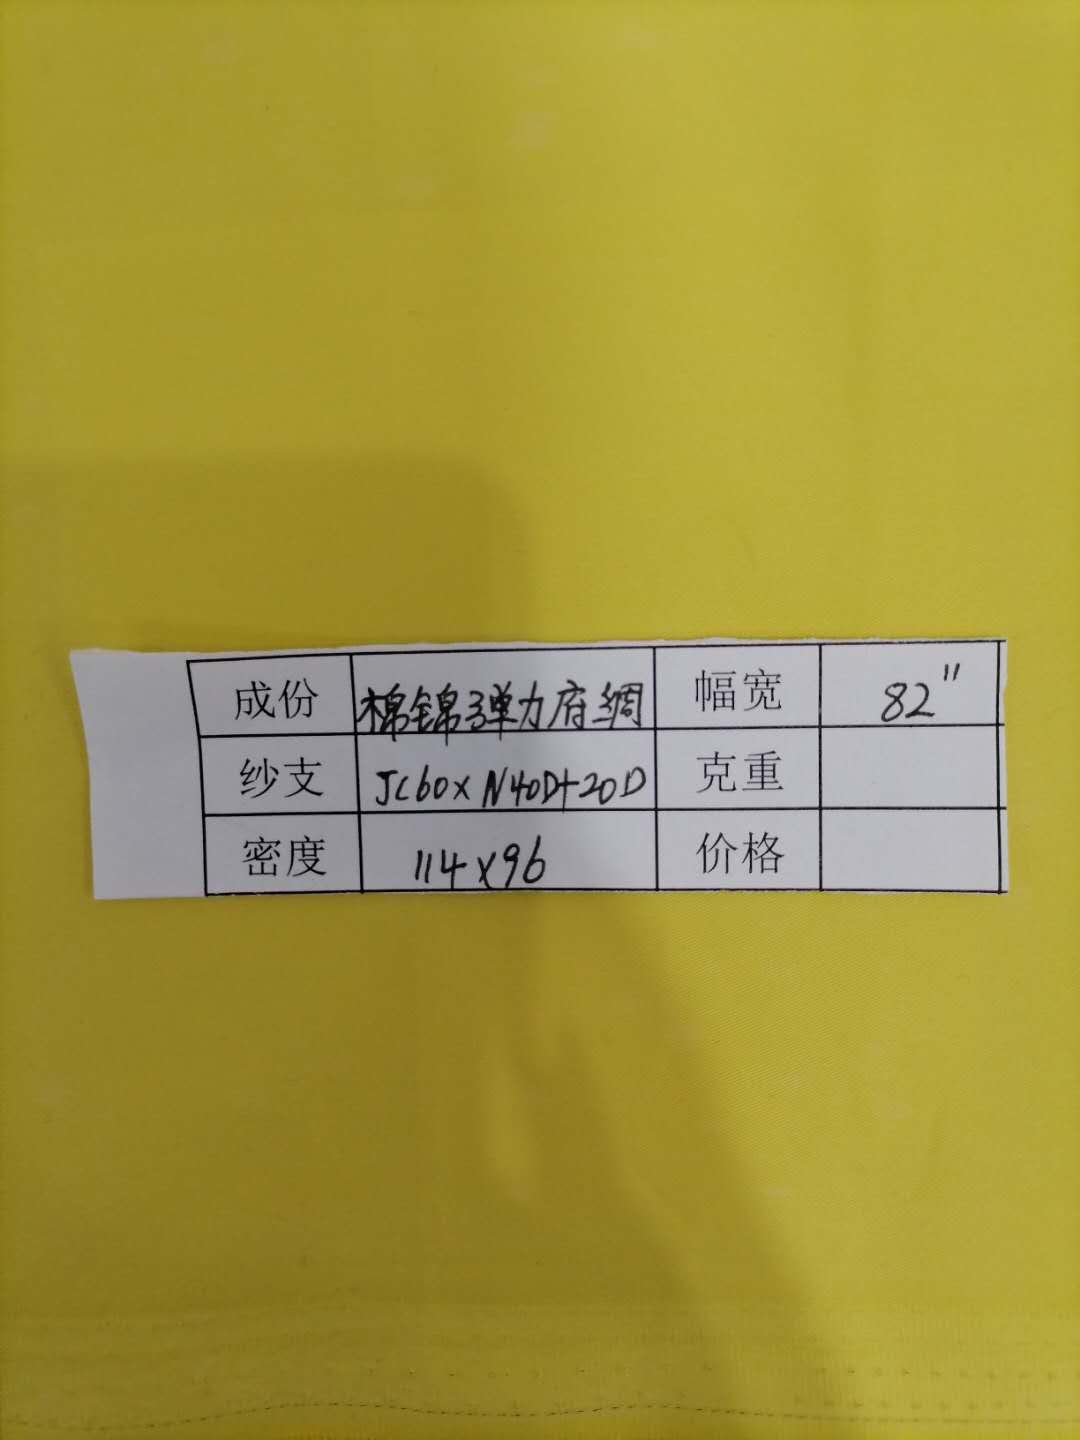 成份 棉锦弹力府绸 幅宽 82"
纱支 JC60×N40D+20D 克重
密度 114×96 价格